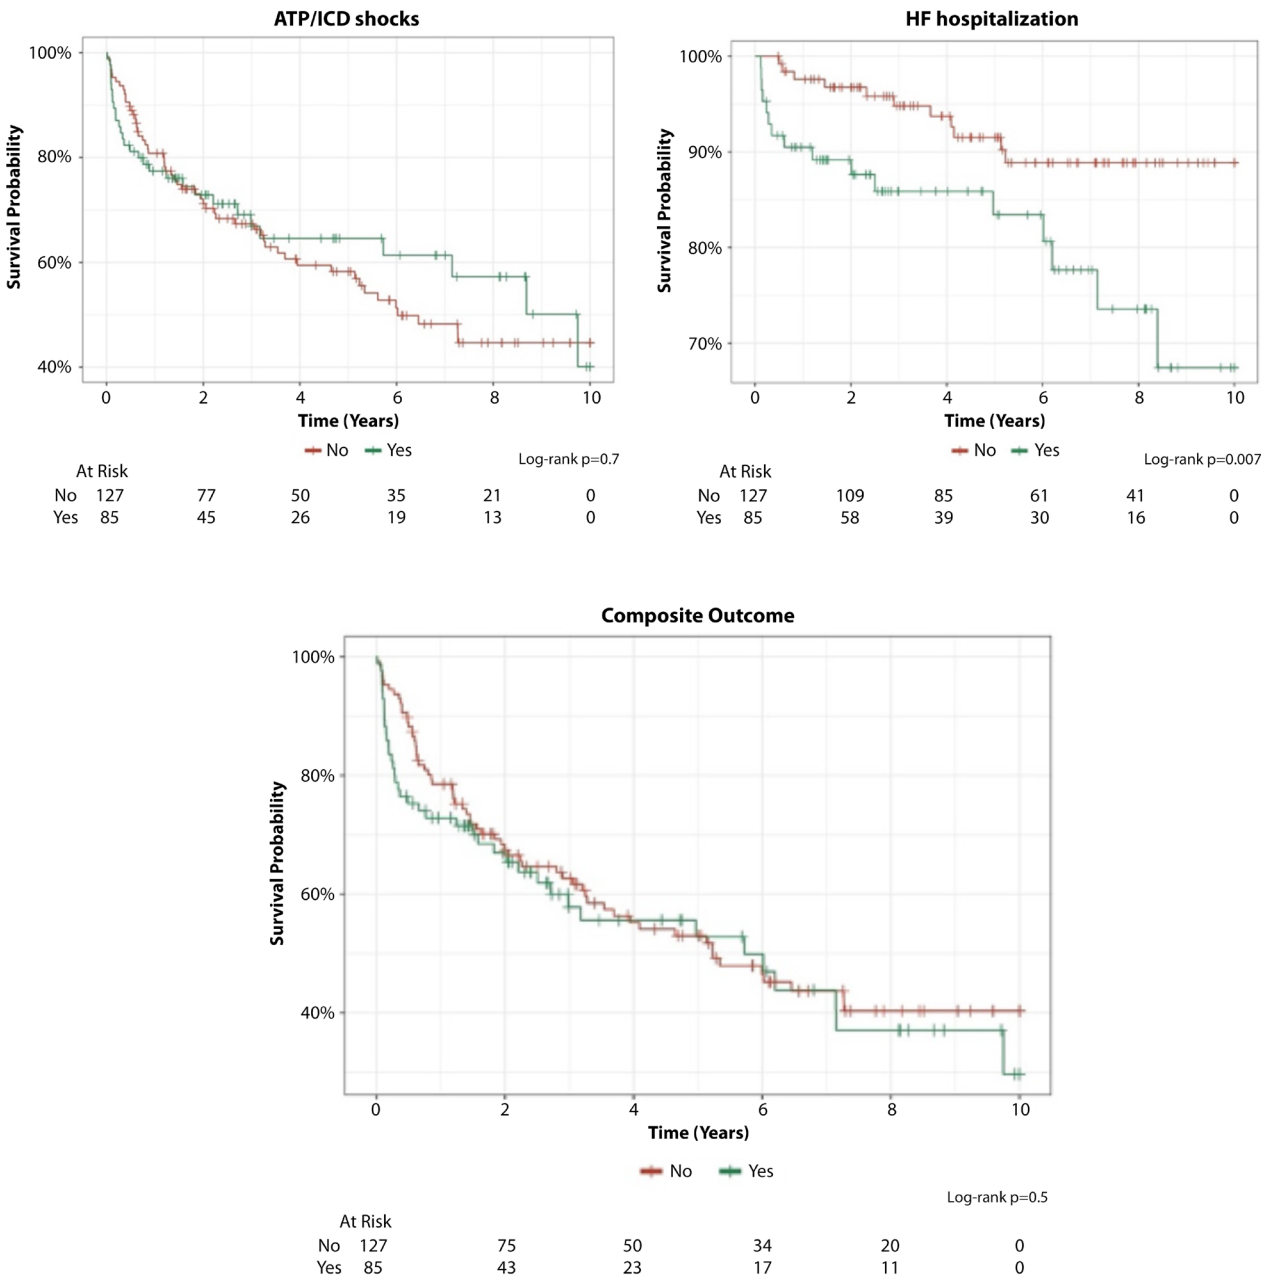 ATP/ICD shocks
Survival Probability
100%
80%
60%
40%
0 2 4 6 8 10
Time (Years)
No Yes
Log-rank p=0.7
At Risk
No 127 77 50 35 21 0
Yes 85 45 26 19 13 0
HF hospitalization
Survival Probability
100%
90%
80%
70%
0 2 4 6 8 10
Time (Years)
No Yes
Log-rank p=0.007
At Risk
No 127 109 85 61 41 0
Yes 85 58 39 30 16 0
Composite Outcome
Survival Probability
100%
80%
60%
40%
0 2 4 6 8 10
Time (Years)
No Yes
Log-rank p=0.5
At Risk
No 127 75 50 34 20 0
Yes 85 43 23 17 11 0